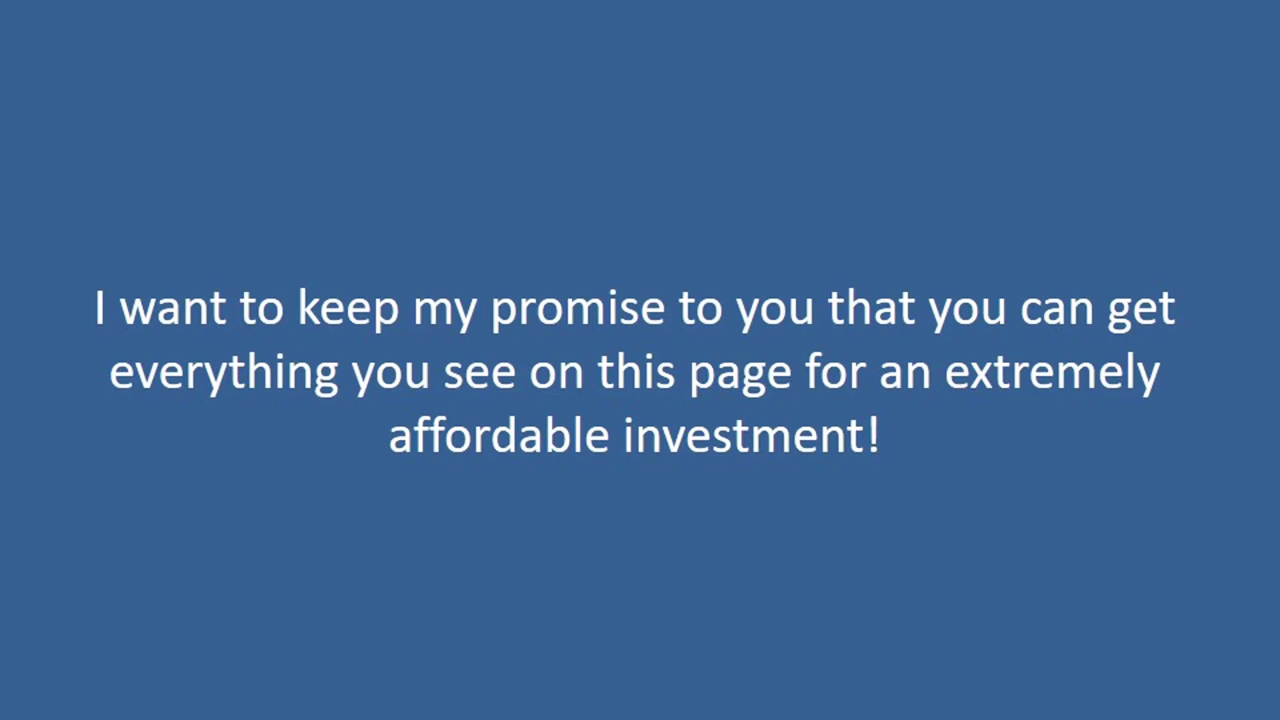 I want to keep my promise to you that you can get
everything you see on this page for an extremely
affordable investment!